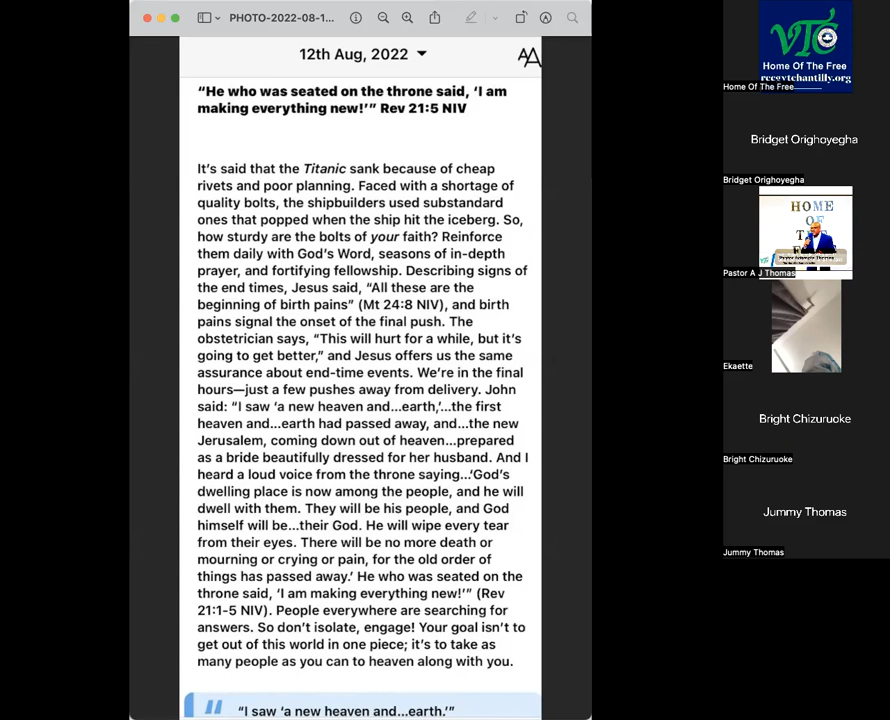 PHOTO-2022-08-1...
12th Aug, 2022
AA
“He who was seated on the throne said, ‘I am
making everything new!’” Rev 21:5 NIV
It’s said that the Titanic sank because of cheap
rivets and poor planning. Faced with a shortage of
quality bolts, the shipbuilders used substandard
ones that popped when the ship hit the iceberg. So,
how sturdy are the bolts of your faith? Reinforce
them daily with God’s Word, seasons of in-depth
prayer, and fortifying fellowship. Describing signs of
the end times, Jesus said, “All these are the
beginning of birth pains” (Mt 24:8 NIV), and birth
pains signal the onset of the final push. The
obstetrician says, “This will hurt for a while, but it’s
going to get better,” and Jesus offers us the same
assurance about end-time events. We’re in the final
hours—just a few pushes away from delivery. John
said: “I saw ‘a new heaven and...earth,’...the first
heaven and...earth had passed away, and...the new
Jerusalem, coming down out of heaven...prepared
as a bride beautifully dressed for her husband. And I
heard a loud voice from the throne saying...‘God’s
dwelling place is now among the people, and he will
dwell with them. They will be his people, and God
himself will be...their God. He will wipe every tear
from their eyes. There will be no more death or
mourning or crying or pain, for the old order of
things has passed away.’ He who was seated on the
throne said, ‘I am making everything new!’” (Rev
21:1-5 NIV). People everywhere are searching for
answers. So don’t isolate, engage! Your goal isn’t to
get out of this world in one piece; it’s to take as
many people as you can to heaven along with you.
“I saw ‘a new heaven and...earth.’”
VTC
Home Of The Free
rccgvtchantilly.org
Home Of The Free
Bridget Orighoyegha
Bridget Orighoyegha
HOME
OF
Pastor A J Thomas
Ekaette
Bright Chizuruoke
Bright Chizuruoke
Jummy Thomas
Jummy Thomas